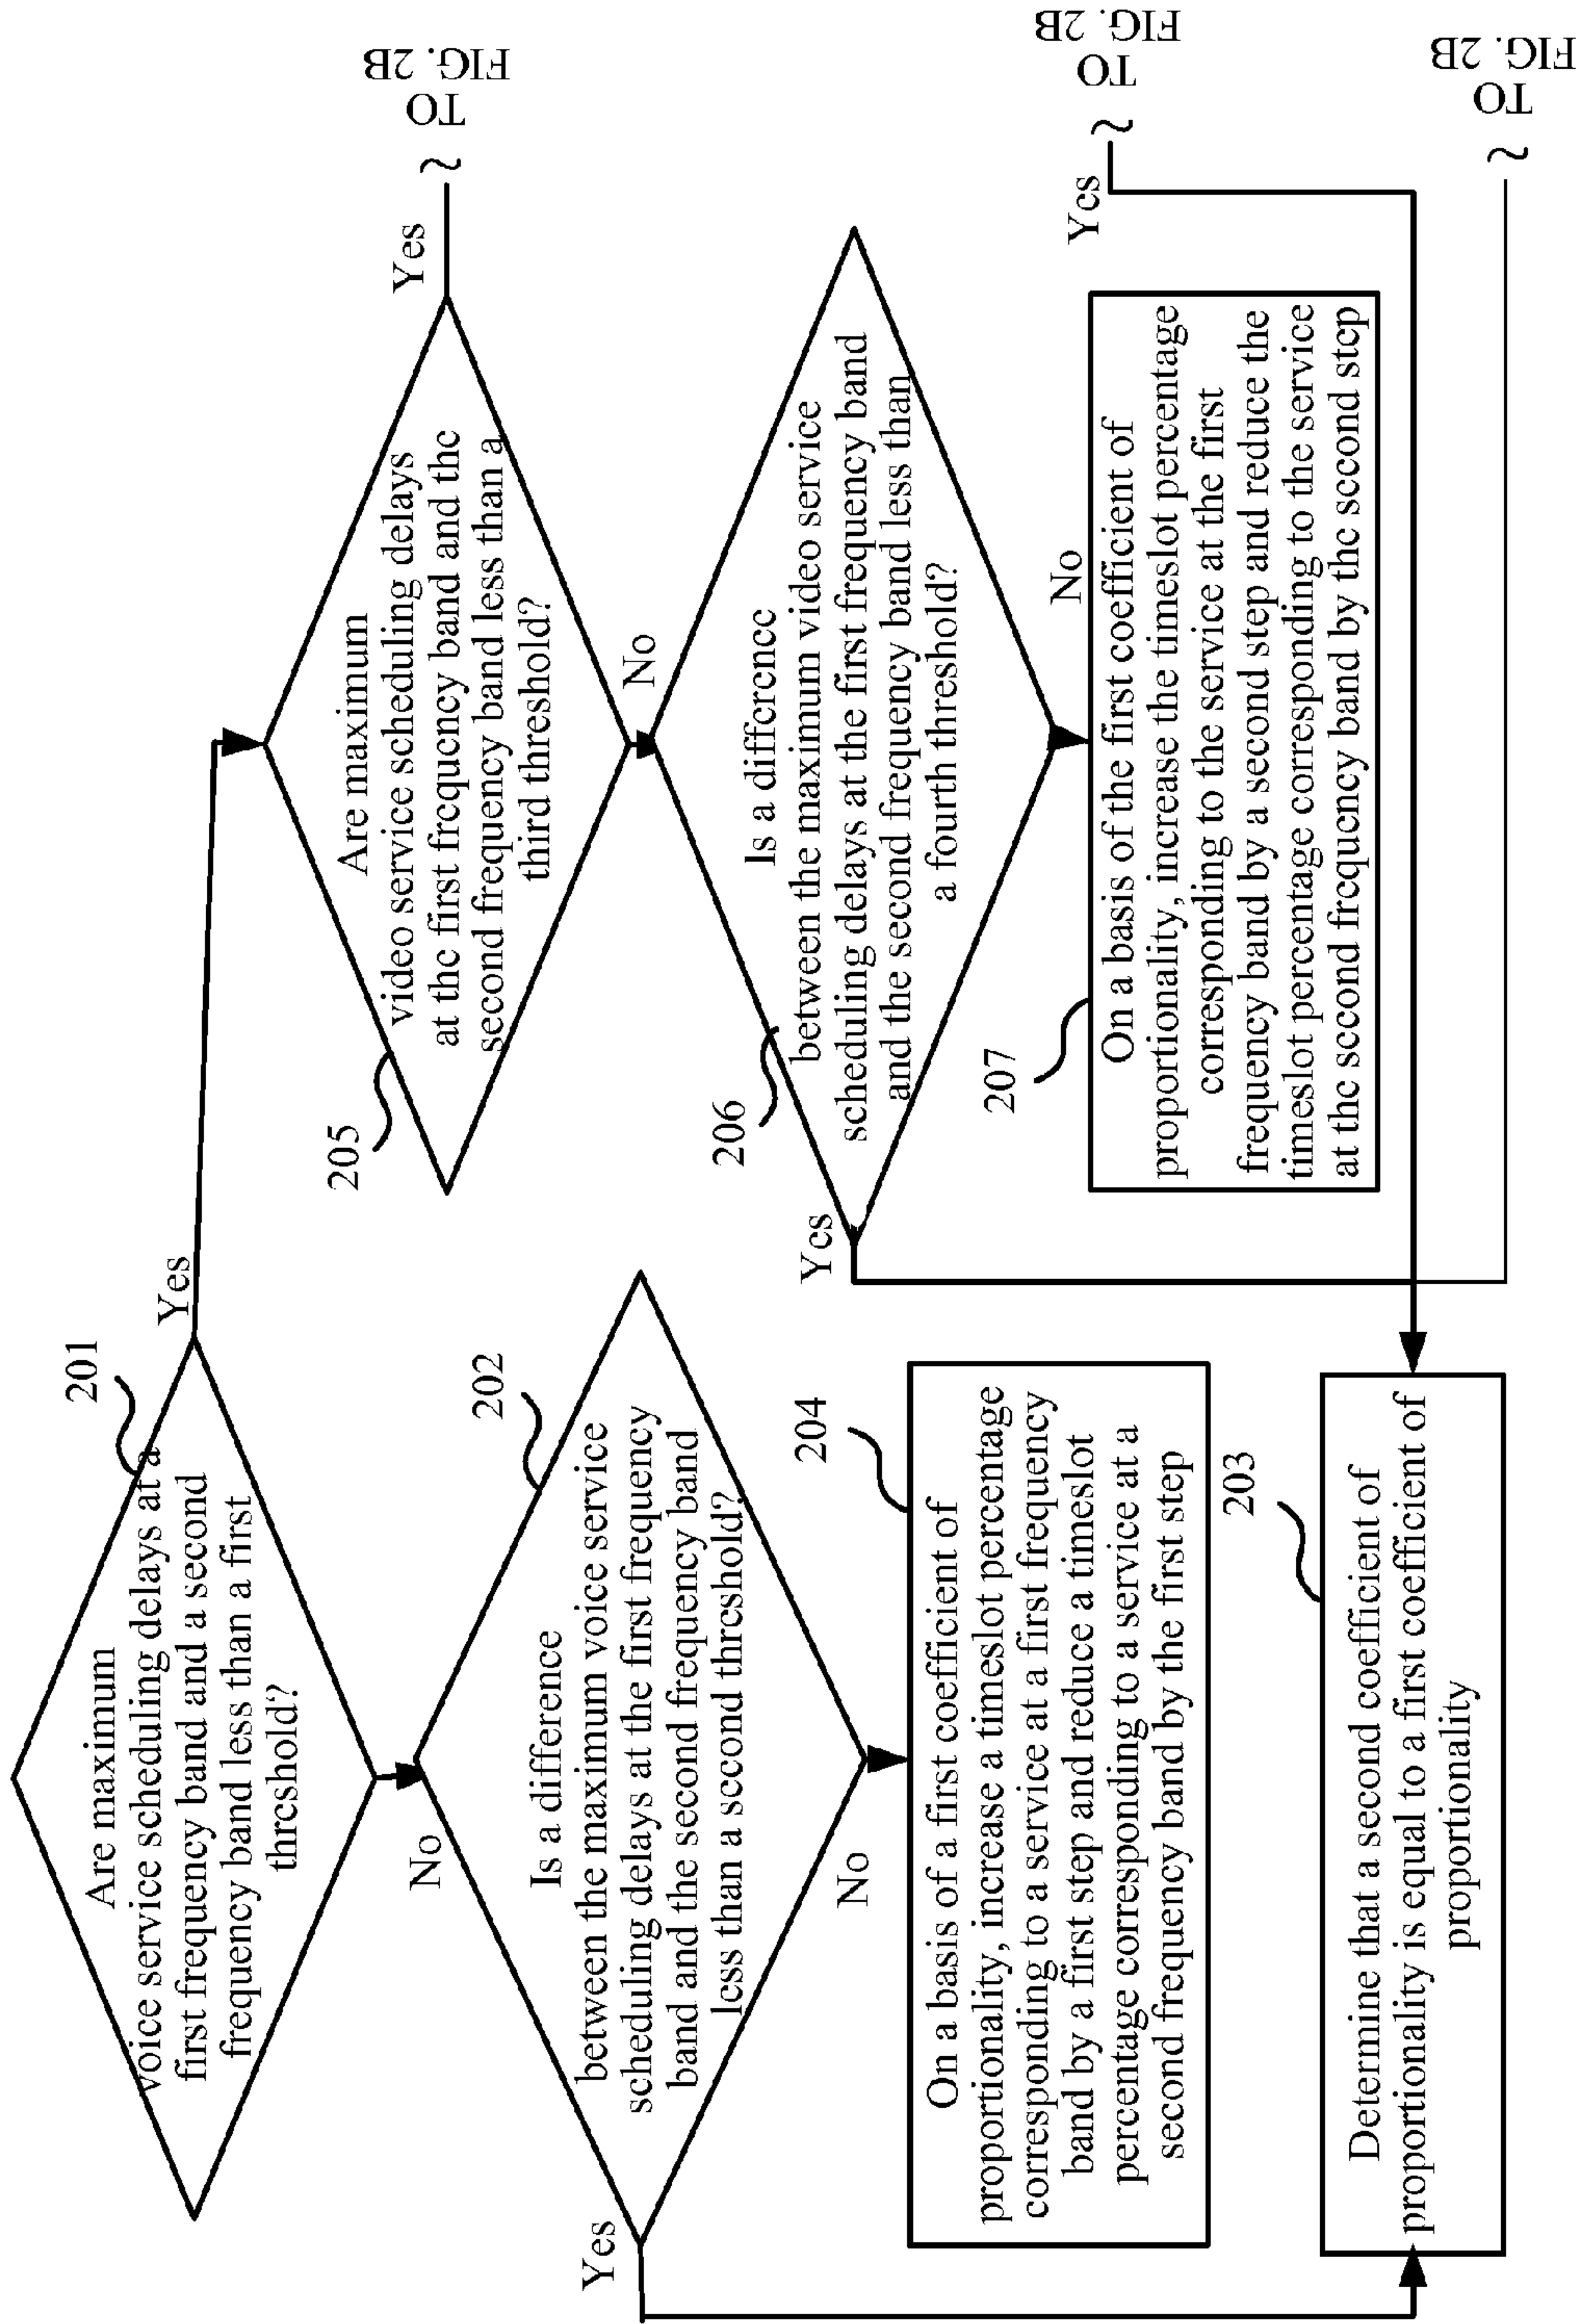 201
Are maximum
voice service scheduling delays at a
first frequency band and a second
frequency band less than a first
threshold?
Yes
No
202
Is a difference
between the maximum voice service
scheduling delays at the first frequency
band and the second frequency band
less than a second threshold?
Yes
No
204
On a basis of a first coefficient of
proportionality, increase a timeslot percentage
corresponding to a service at a first frequency
band by a first step and reduce a timeslot
percentage corresponding to a service at a
second frequency band by the first step
203
Determine that a second coefficient of
proportionality is equal to a first coefficient of
proportionality
205
Are maximum
video service scheduling delays
at the first frequency band and the
second frequency band less than a
third threshold?
Yes
TO
FIG. 2B
No
206
Is a difference
between the maximum video service
scheduling delays at the first frequency band
and the second frequency band less than
a fourth threshold?
Yes
No
207
On a basis of the first coefficient of
proportionality, increase the timeslot percentage
corresponding to the service at the first
frequency band by a second step and reduce the
timeslot percentage corresponding to the service
at the second frequency band by the second step
Yes
TO
FIG. 2B
TO
FIG. 2B